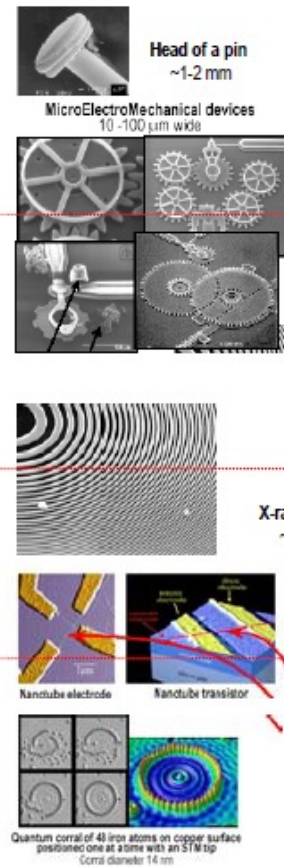 Head of a pin
~1-2 mm
MicroElectroMechanical devices
10 -100 μm wide
X-ra
~
1μm
Nanotube electrode
Nanotube transistor
Quantum corral of 48 iron atoms on copper surface
positioned one at a time with an STM tip
Corral diameter 14 nm